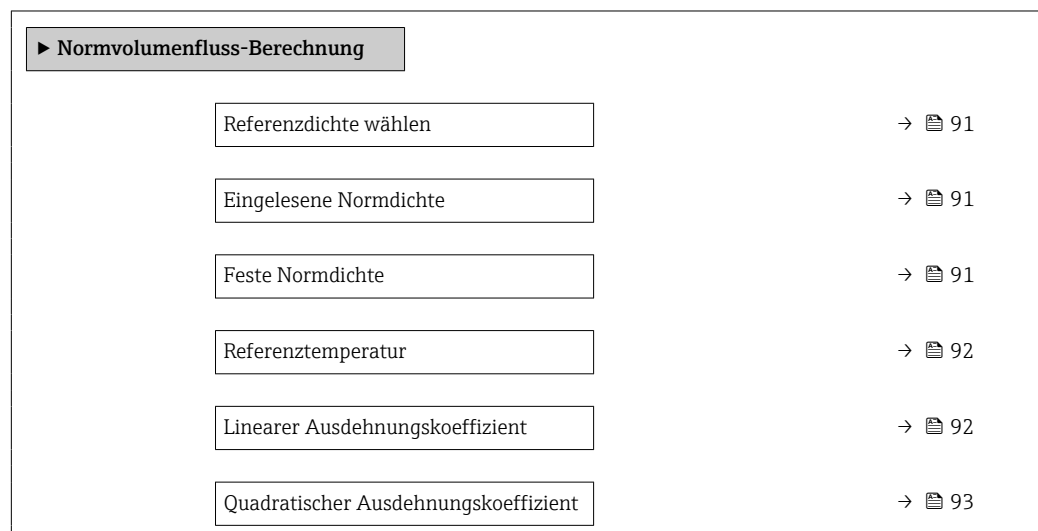 ▶ Normvolumenfluss-Berechnung
Referenzdichte wählen → 91
Eingelesene Normdichte → 91
Feste Normdichte → 91
Referenztemperatur → 92
Linearer Ausdehnungskoeffizient → 92
Quadratischer Ausdehnungskoeffizient → 93